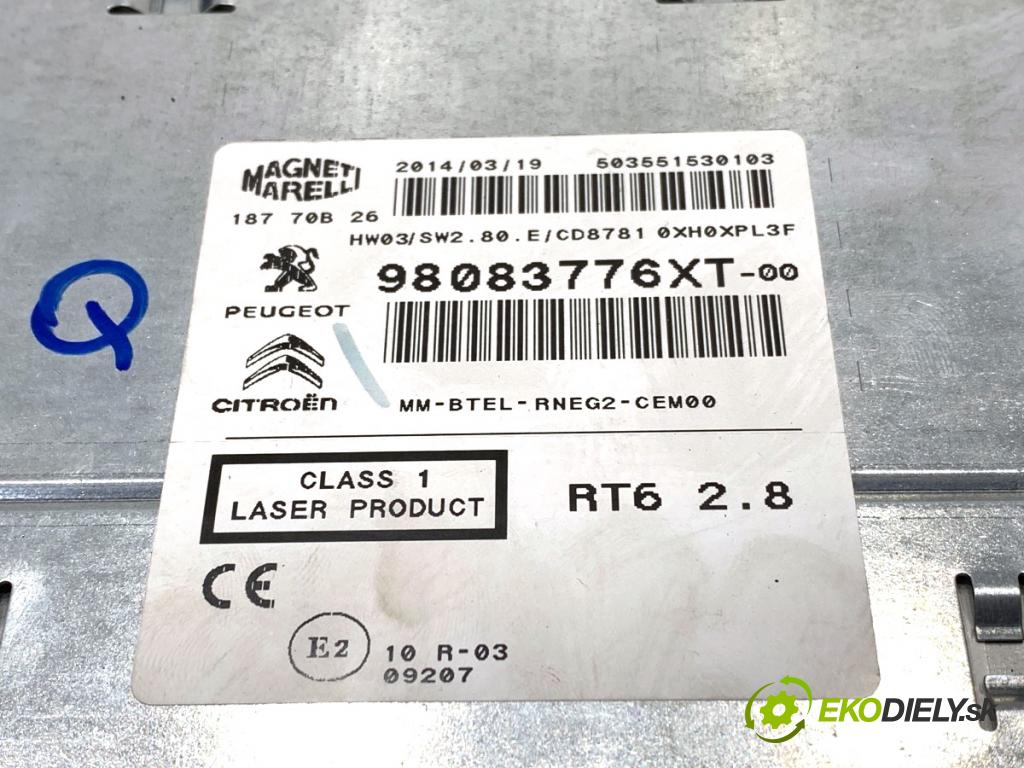 MAGNETI
MARELLI
2014/03/19 503551530103
187 70B 26
HW03/SW2.80.E/CD8781 0XH0XPL3F
98083776XT-00
PEUGEOT
CITROËN
MM-BTEL-RNEG2-CEM00
CLASS 1
LASER PRODUCT
RT6 2.8
CE
E2
10 R-03
09207
Q
EKODIELY.sk